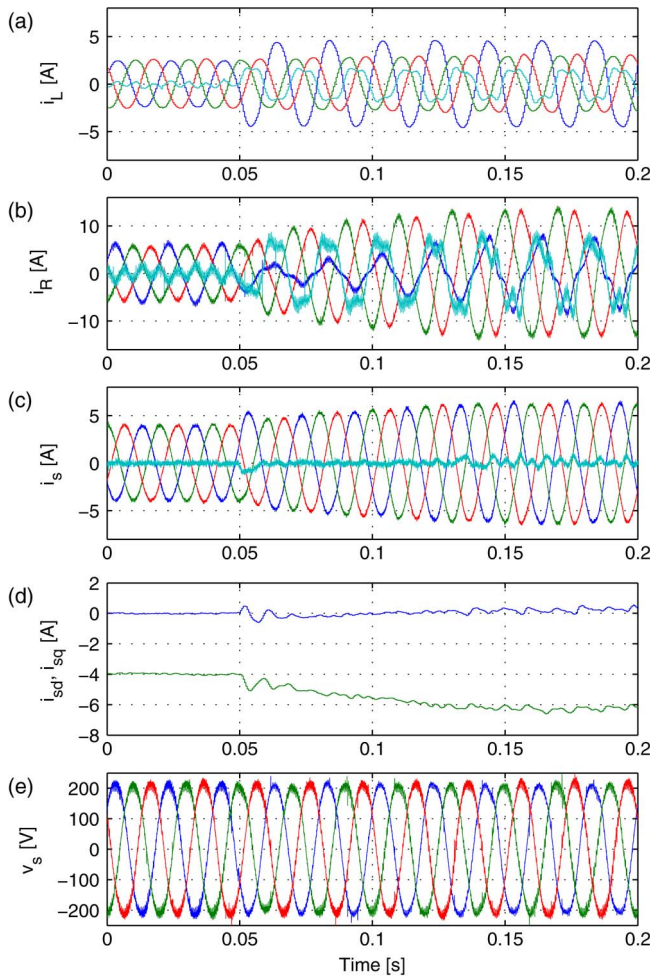 (a)
i_L [A]
5
0
−5
0 0.05 0.1 0.15 0.2
(b)
i_R [A]
10
0
−10
0 0.05 0.1 0.15 0.2
(c)
i_s [A]
5
0
−5
0 0.05 0.1 0.15 0.2
(d)
i_sd, i_sq [A]
2
0
−2
−4
−6
−8
0 0.05 0.1 0.15 0.2
(e)
v_s [V]
200
100
0
−100
−200
0 0.05 0.1 0.15 0.2
Time [s]